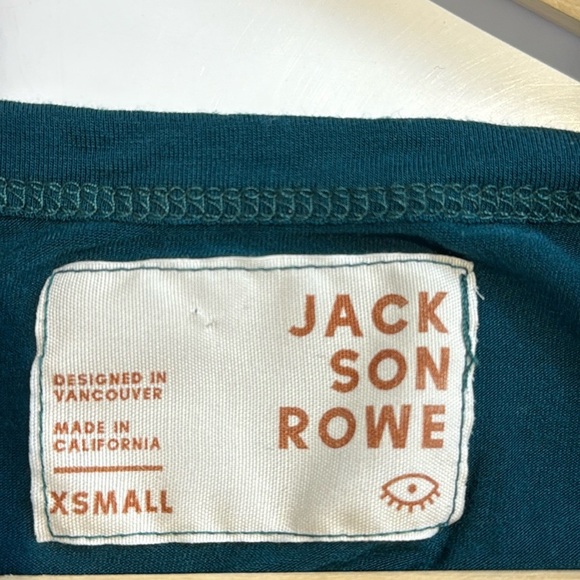 JACK
SON
ROWE
DESIGNED IN
VANCOUVER
MADE IN
CALIFORNIA
XSMALL